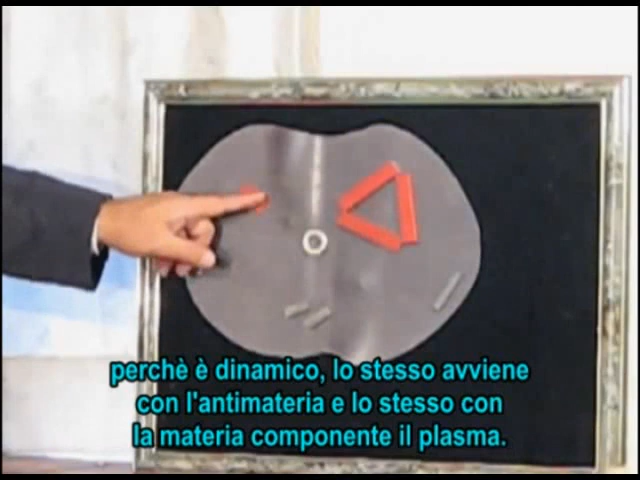 perchè è dinamico, lo stesso avviene
con l'antimateria e lo stesso con
la materia componente il plasma.